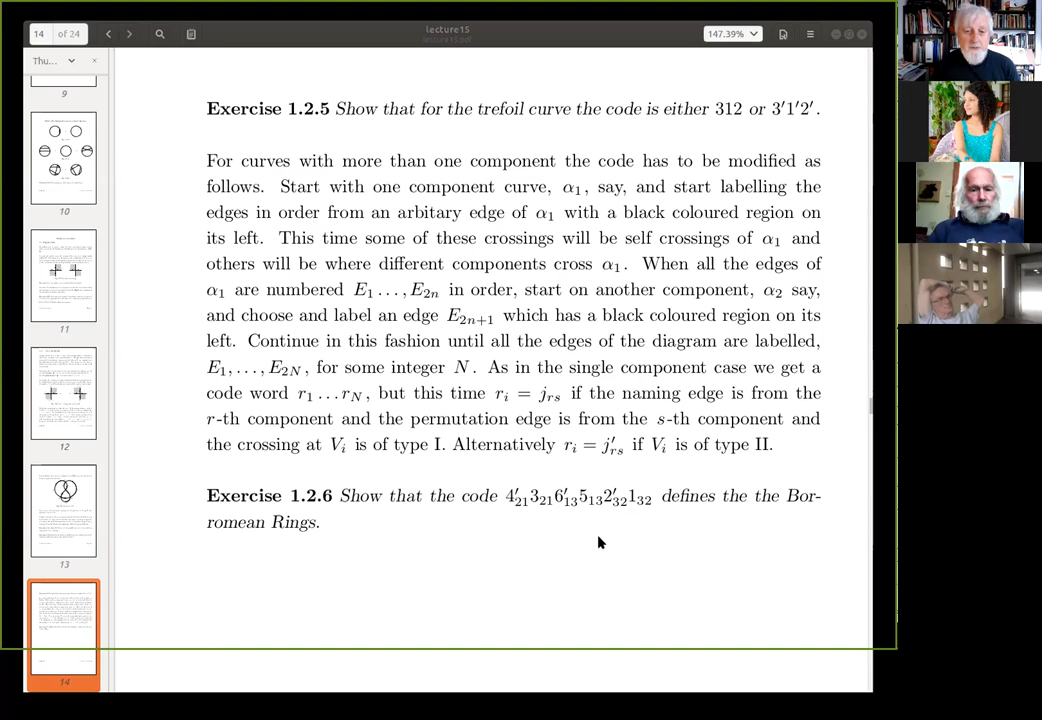 14 of 24
lecture15
lecture15.pdf
147.39%
Thu...
9
10
11
12
13
14
Exercise 1.2.5 Show that for the trefoil curve the code is either 312 or 3′1′2′.
For curves with more than one component the code has to be modified as
follows. Start with one component curve, α₁, say, and start labelling the
edges in order from an arbitary edge of α₁ with a black coloured region on
its left. This time some of these crossings will be self crossings of α₁ and
others will be where different components cross α₁. When all the edges of
α₁ are numbered E₁ . . . , E₂ₙ in order, start on another component, α₂ say,
and choose and label an edge E₂ₙ₊₁ which has a black coloured region on its
left. Continue in this fashion until all the edges of the diagram are labelled,
E₁, . . . , E₂N, for some integer N. As in the single component case we get a
code word r₁ . . . rN, but this time rᵢ = jᵣₛ if the naming edge is from the
r-th component and the permutation edge is from the s-th component and
the crossing at Vᵢ is of type I. Alternatively rᵢ = j′ᵣₛ if Vᵢ is of type II.
Exercise 1.2.6 Show that the code 4′₂₁3₂₁6′₁₃5₁₃2′₃₂1₃₂ defines the the Bor-
romean Rings.